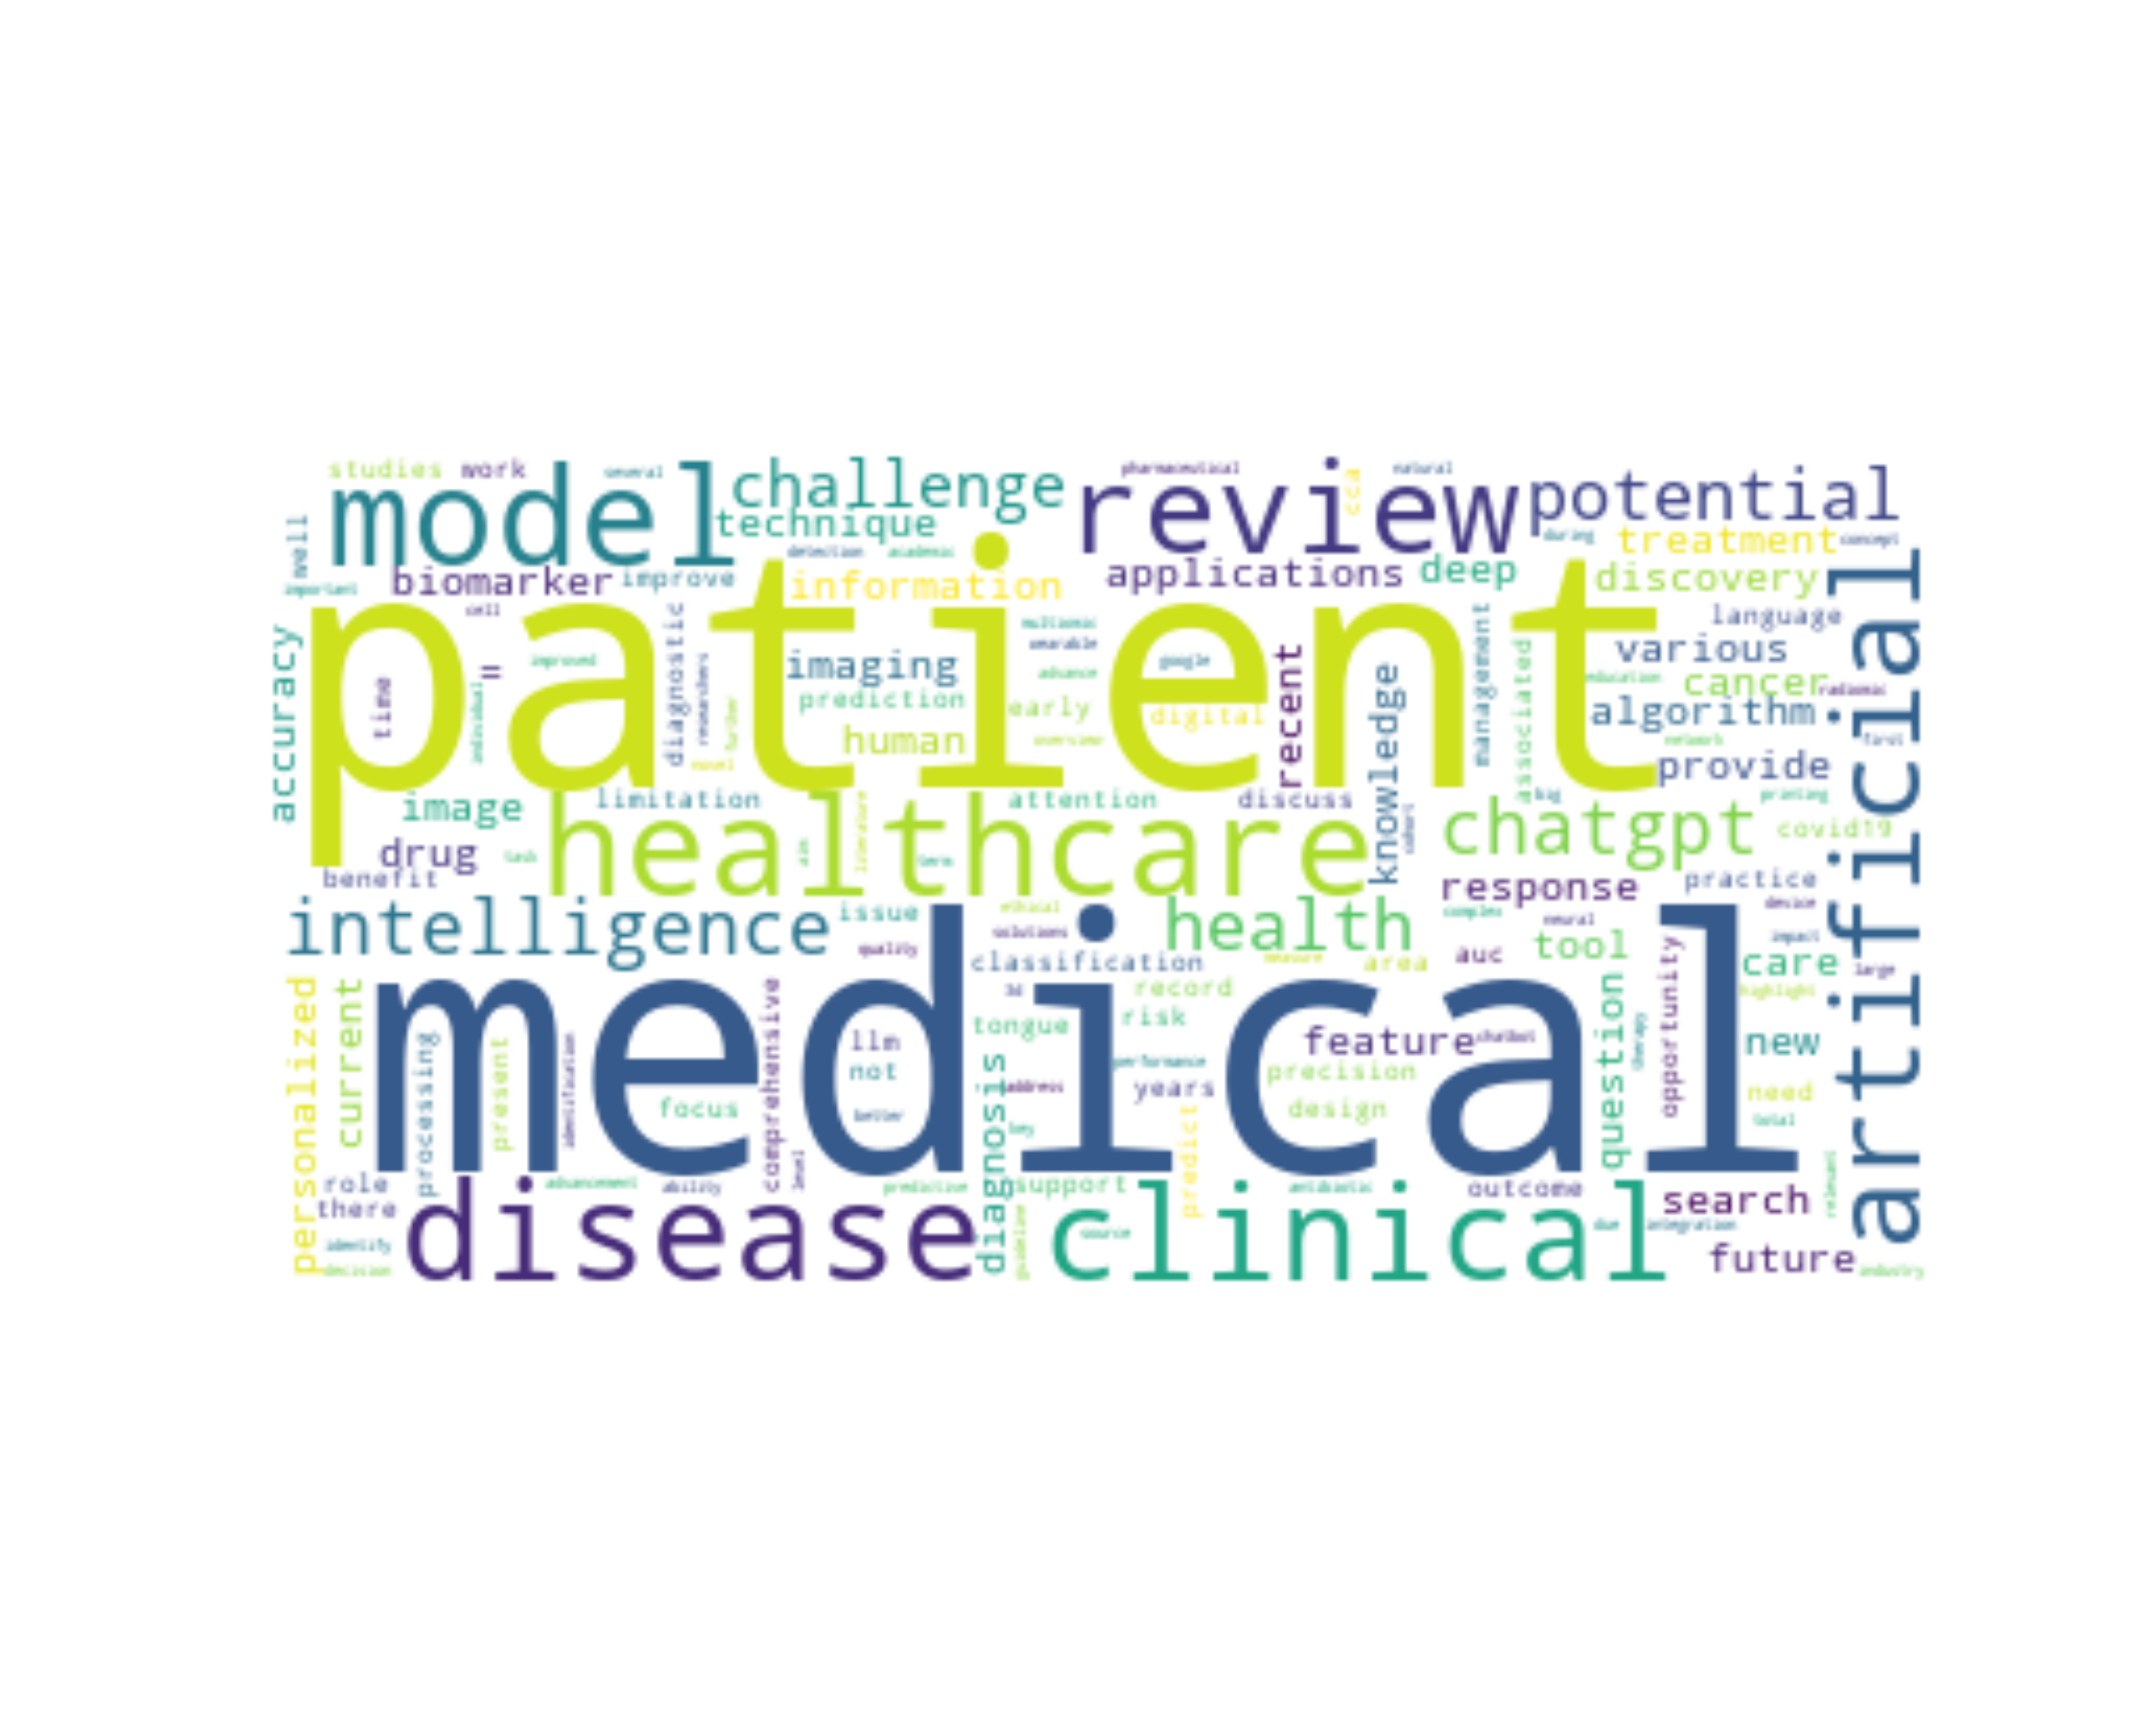 studies work several challenge pharmaceutical cca natural potential
model technique review during treatment concept
well detection academic
important biomarker improve information applications deep discovery
cell patient multiomic language
artificial
accuracy = improved diagnostic researchers imaging wearable google recent knowledge management associated various
time individual further prediction advance early digital education cancer radiomic
human overview algorithm
novel network first
provide
image limitation literature attention discuss cohort big printing
healthcare chatgpt covid19
drug task aim term
benefit response practice
intelligence issue ethical health complex neural device
solutions tool impact
quality classification measure area auc opportunity care large
personalized current medical 3d record question highlight
processing present identification comprehensive llm tongue risk feature chatbot therapy new
not diagnosis performance precision
focus address years design need
better key predict total
level relevant
role advancement ability predictive support antibiotic outcome search
there disease guideline source clinical due integration
identify future
decision industry